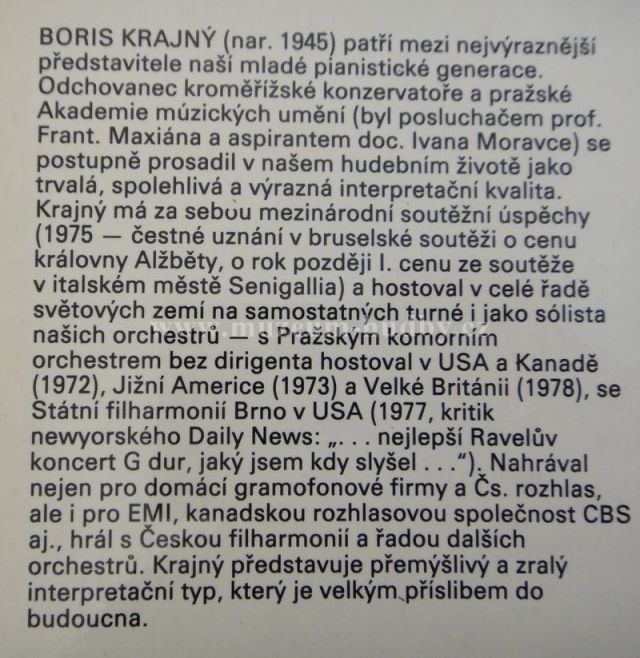 BORIS KRAJNÝ (nar. 1945) patří mezi nejvýraznější
představitele naší mladé pianistické generace.
Odchovanec kroměřížské konzervatoře a pražské
Akademie múzických umění (byl posluchačem prof.
Frant. Maxiána a aspirantem doc. Ivana Moravce) se
postupně prosadil v našem hudebním životě jako
trvalá, spolehlivá a výrazná interpretační kvalita.
Krajný má za sebou mezinárodní soutěžní úspěchy
(1975 — čestné uznání v bruselské soutěži o cenu
královny Alžběty, o rok později I. cenu ze soutěže
v italském městě Senigallia) a hostoval v celé řadě
světových zemí na samostatných turné i jako sólista
našich orchestrů — s Pražským komorním
orchestrem bez dirigenta hostoval v USA a Kanadě
(1972), Jižní Americe (1973) a Velké Británii (1978), se
Státní filharmonií Brno v USA (1977, kritik
newyorského Daily News: „. . . nejlepší Ravelův
koncert G dur, jaký jsem kdy slyšel . . .“). Nahrával
nejen pro domácí gramofonové firmy a Čs. rozhlas,
ale i pro EMI, kanadskou rozhlasovou společnost CBS
aj., hrál s Českou filharmonií a řadou dalších
orchestrů. Krajný představuje přemýšlivý a zralý
interpretační typ, který je velkým příslibem do
budoucna.